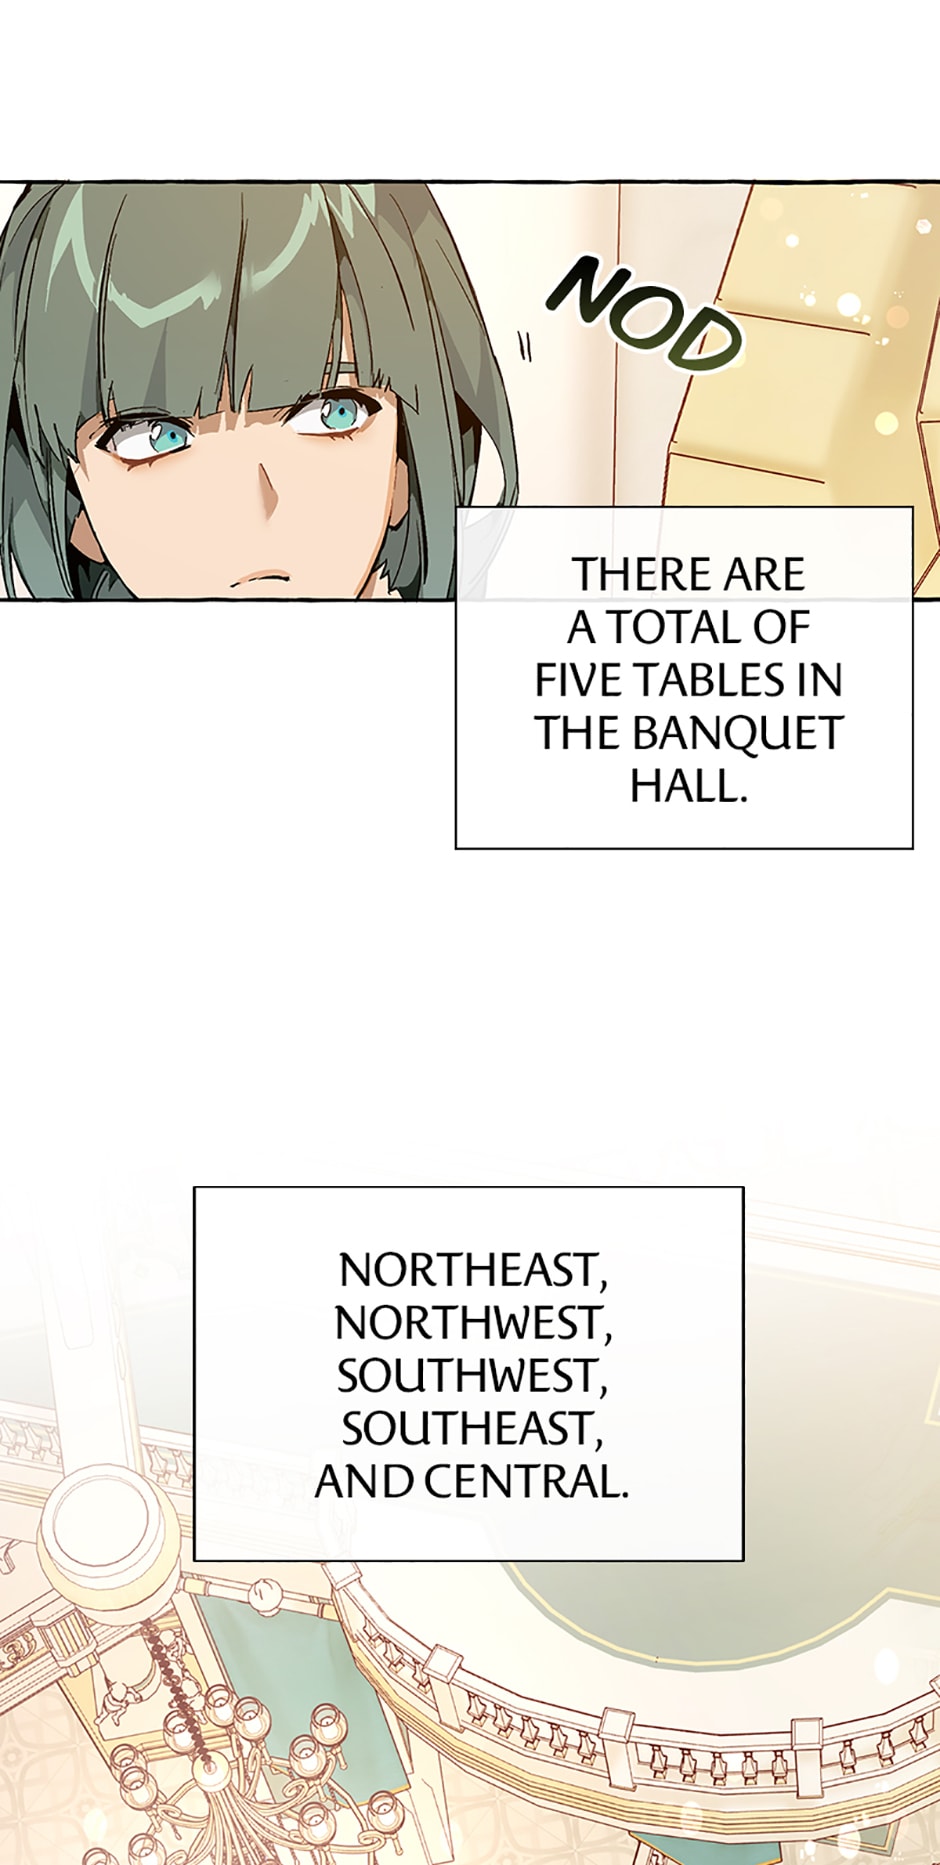 NOD
THERE ARE
A TOTAL OF
FIVE TABLES IN
THE BANQUET
HALL.
NORTHEAST,
NORTHWEST,
SOUTHWEST,
SOUTHEAST,
AND CENTRAL.